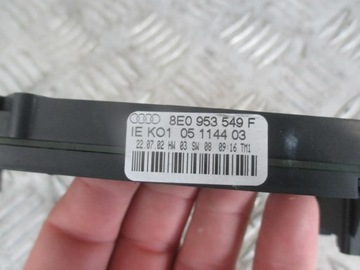 8E0 953 549 F
IE KO1 05 1144 03
22.07.02 HW 03 SW 08 09:16 TM1